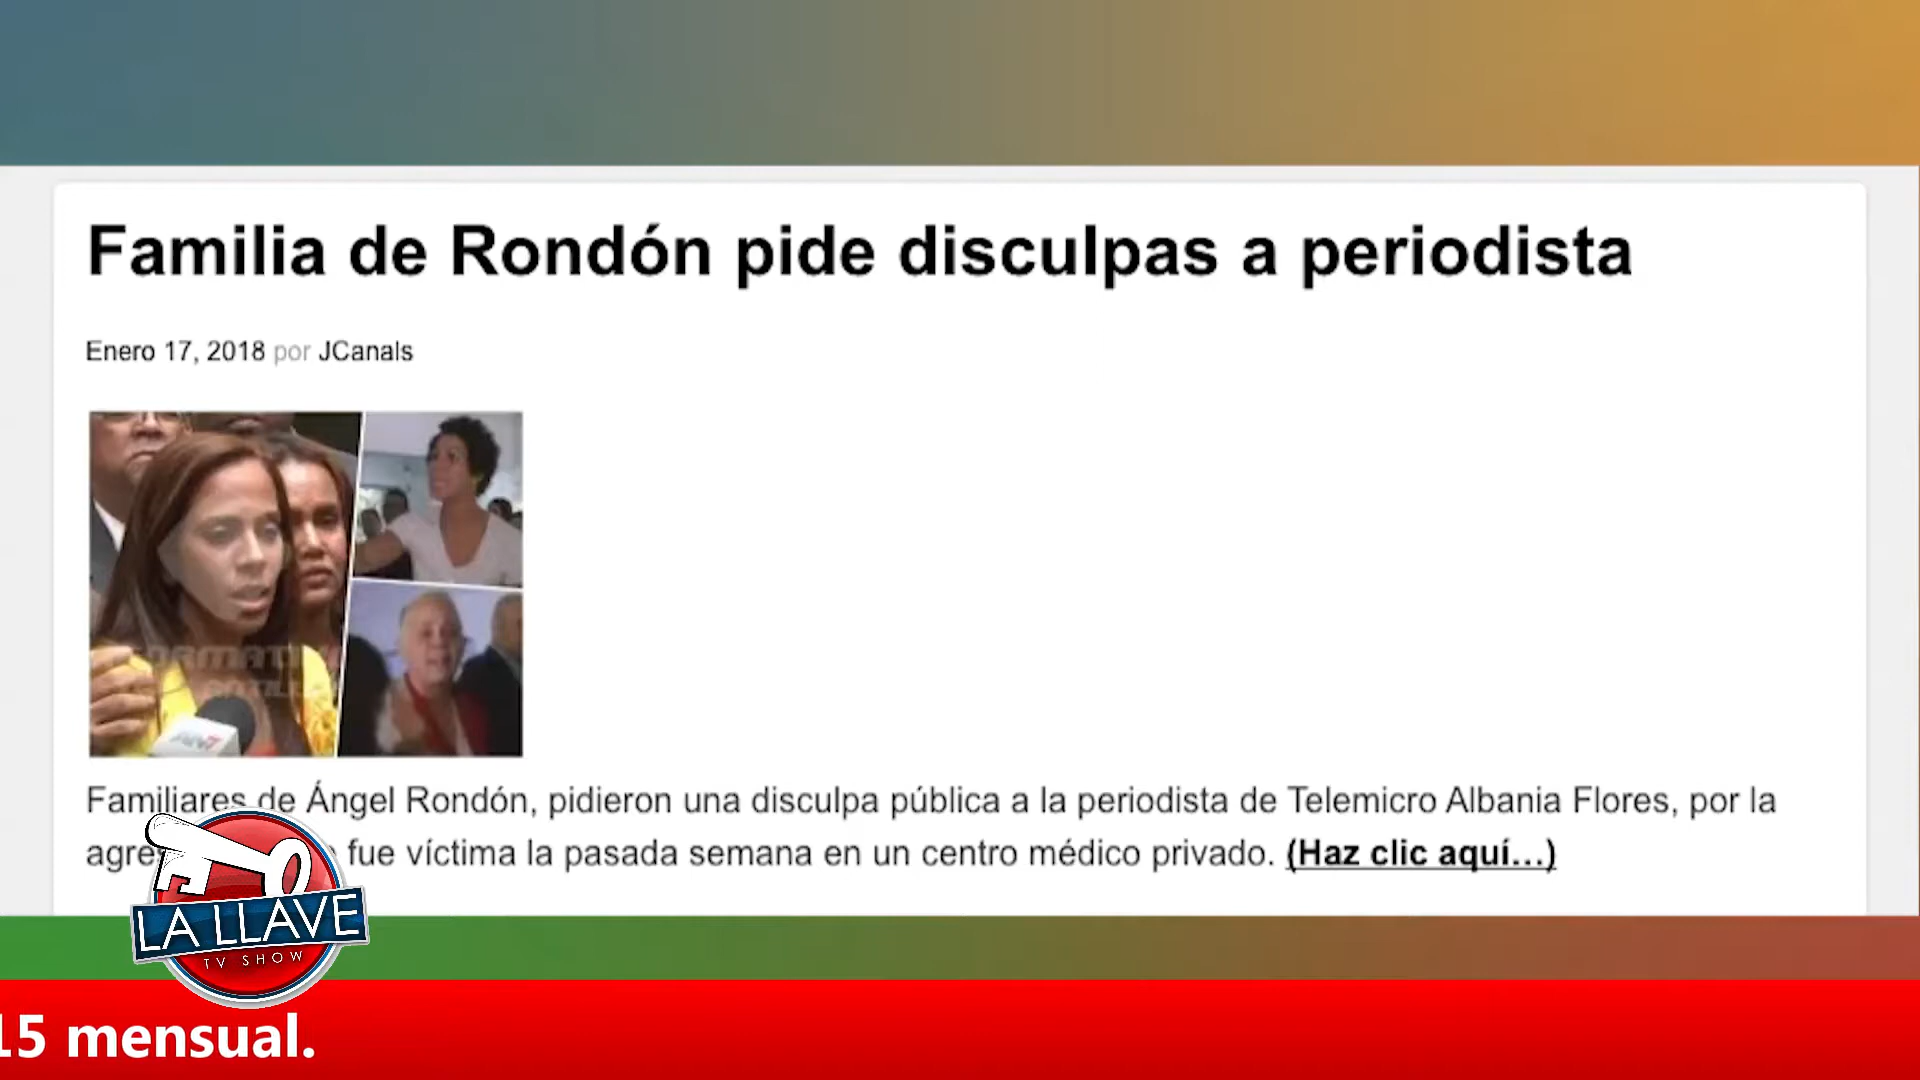 Familia de Rondón pide disculpas a periodista
Enero 17, 2018 por JCanals
Familiares de Ángel Rondón, pidieron una disculpa pública a la periodista de Telemicro Albania Flores, por la
fue víctima la pasada semana en un centro médico privado. (Haz clic aquí...)
LA LLAVE
TV SHOW
15 mensual.